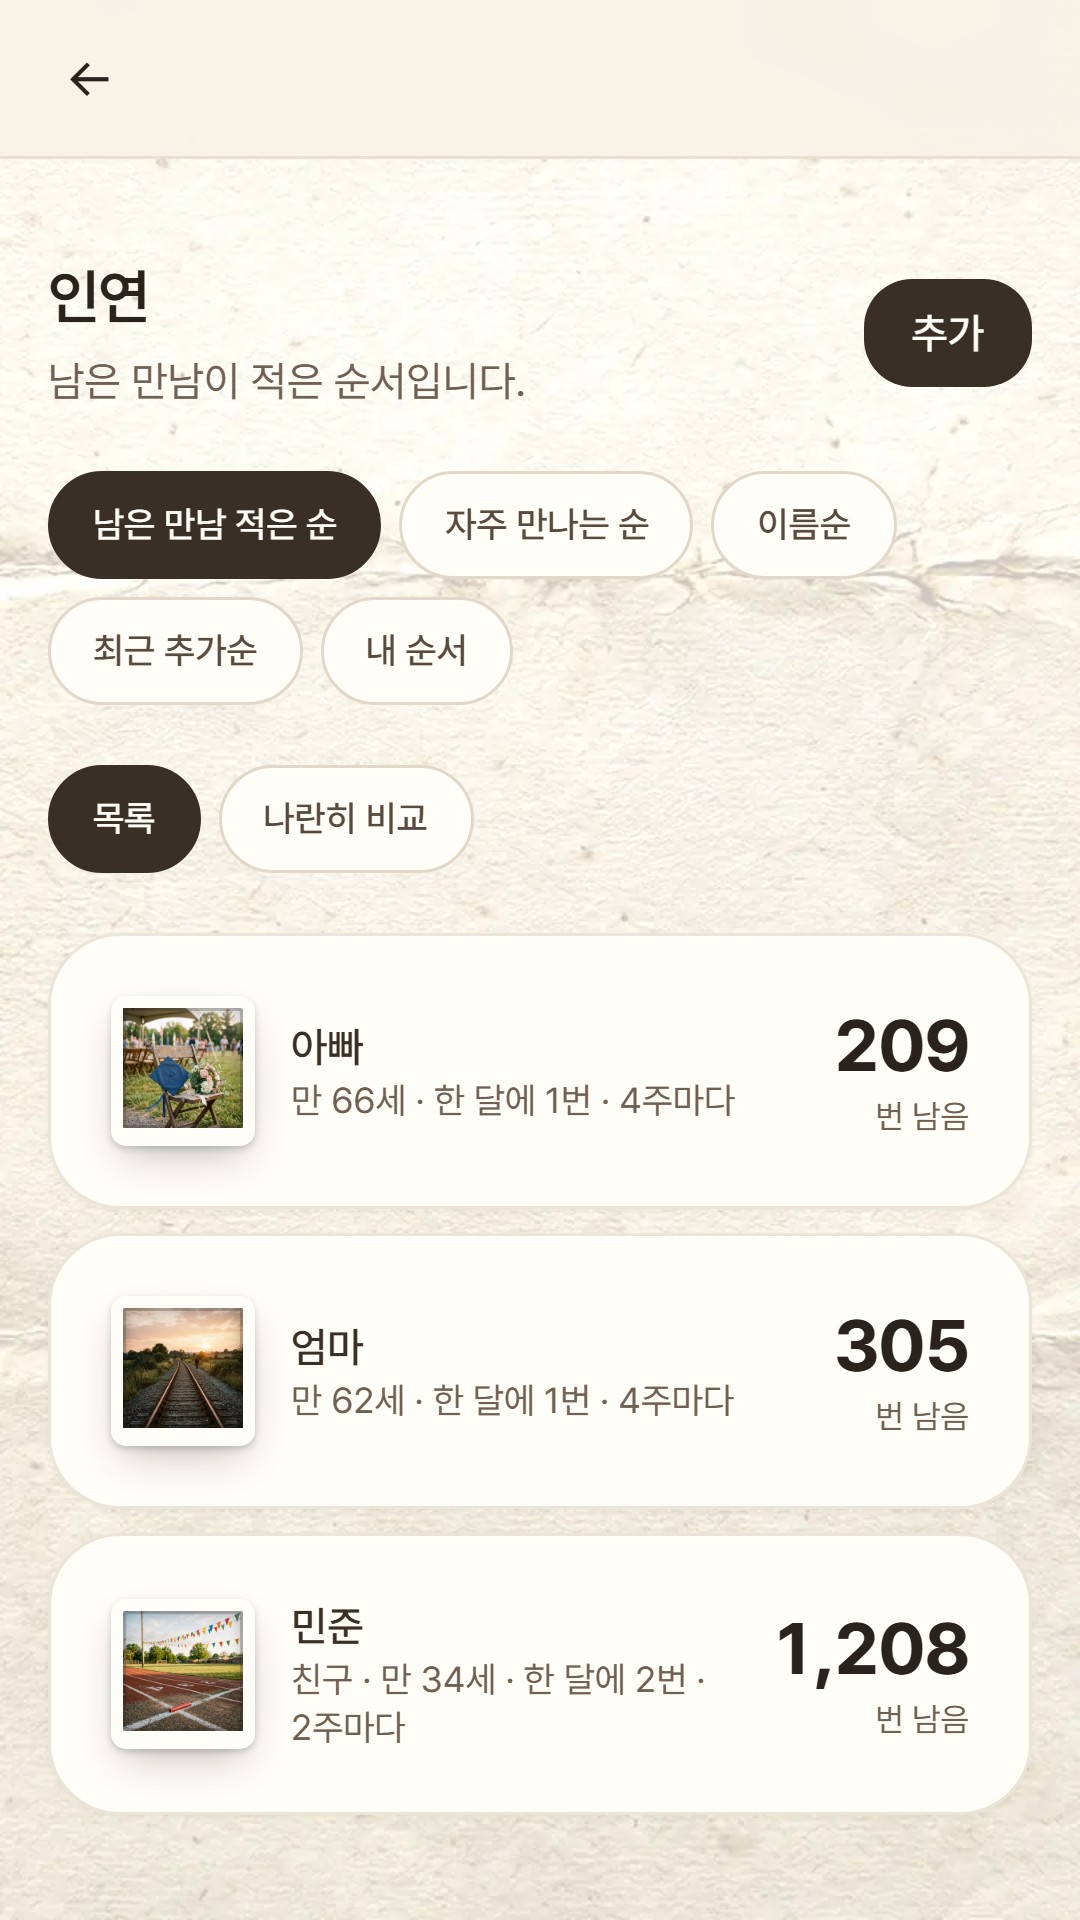 인연
남은 만남이 적은 순서입니다.
추가
남은 만남 적은 순
자주 만나는 순
이름순
최근 추가순
내 순서
목록
나란히 비교
아빠
만 66세 · 한 달에 1번 · 4주마다
209
번 남음
엄마
만 62세 · 한 달에 1번 · 4주마다
305
번 남음
민준
친구 · 만 34세 · 한 달에 2번 ·
2주마다
1,208
번 남음